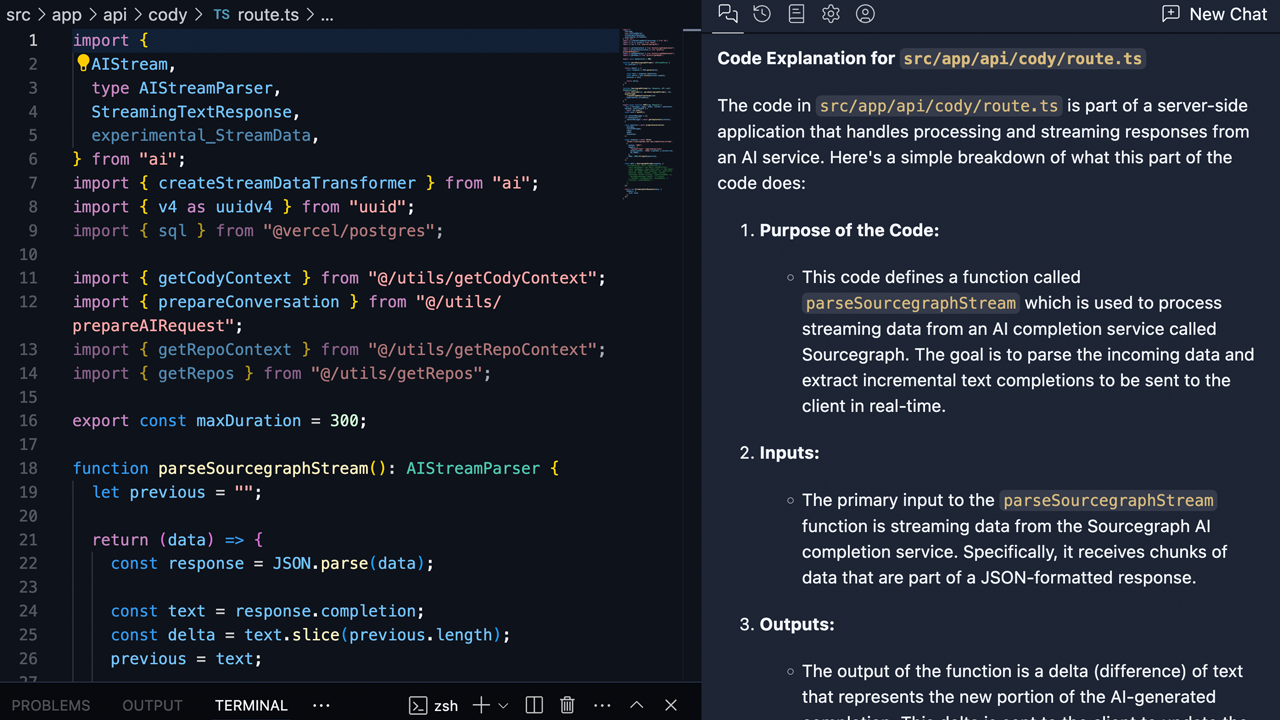 src > app > api > cody > TS route.ts > ...
1 import {
2 AIStream,
3 type AIStreamParser,
4 StreamingTextResponse,
5 experimental_StreamData,
6 } from "ai";
7 import { createStreamDataTransformer } from "ai";
8 import { v4 as uuidv4 } from "uuid";
9 import { sql } from "@vercel/postgres";
10
11 import { getCodyContext } from "@/utils/getCodyContext";
12 import { prepareConversation } from "@/utils/
prepareAIRequest";
13 import { getRepoContext } from "@/utils/getRepoContext";
14 import { getRepos } from "@/utils/getRepos";
15
16 export const maxDuration = 300;
17
18 function parseSourcegraphStream(): AIStreamParser {
19 let previous = "";
20
21 return (data) => {
22 const response = JSON.parse(data);
23
24 const text = response.completion;
25 const delta = text.slice(previous.length);
26 previous = text;
27
PROBLEMS OUTPUT TERMINAL ... zsh
New Chat
Code Explanation for src/app/api/cody/route.ts
The code in src/app/api/cody/route.ts is part of a server-side
application that handles processing and streaming responses from
an AI service. Here's a simple breakdown of what this part of the
code does:
1. Purpose of the Code:
○ This code defines a function called
parseSourcegraphStream which is used to process
streaming data from an AI completion service called
Sourcegraph. The goal is to parse the incoming data and
extract incremental text completions to be sent to the
client in real-time.
2. Inputs:
○ The primary input to the parseSourcegraphStream
function is streaming data from the Sourcegraph AI
completion service. Specifically, it receives chunks of
data that are part of a JSON-formatted response.
3. Outputs:
○ The output of the function is a delta (difference) of text
that represents the new portion of the AI-generated